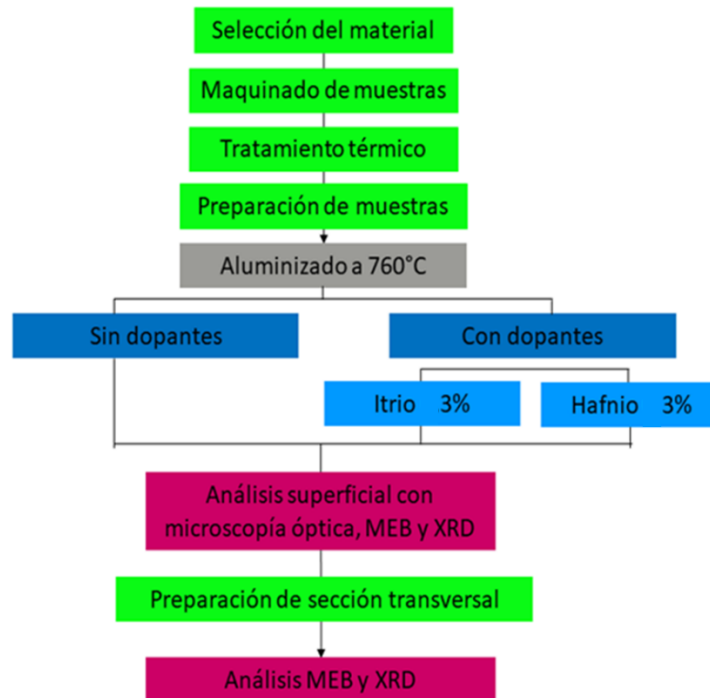 Selección del material
Maquinado de muestras
Tratamiento térmico
Preparación de muestras
Aluminizado a 760°C
Sin dopantes
Con dopantes
Itrio 3%
Hafnio 3%
Análisis superficial con
microscopía óptica, MEB y XRD
Preparación de sección transversal
Análisis MEB y XRD